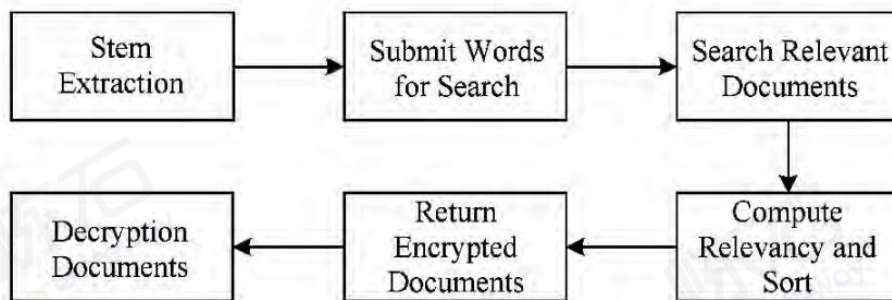 Stem
Extraction
Submit Words
for Search
Search Relevant
Documents
Compute
Relevancy and
Sort
Return
Encrypted
Documents
Decryption
Documents